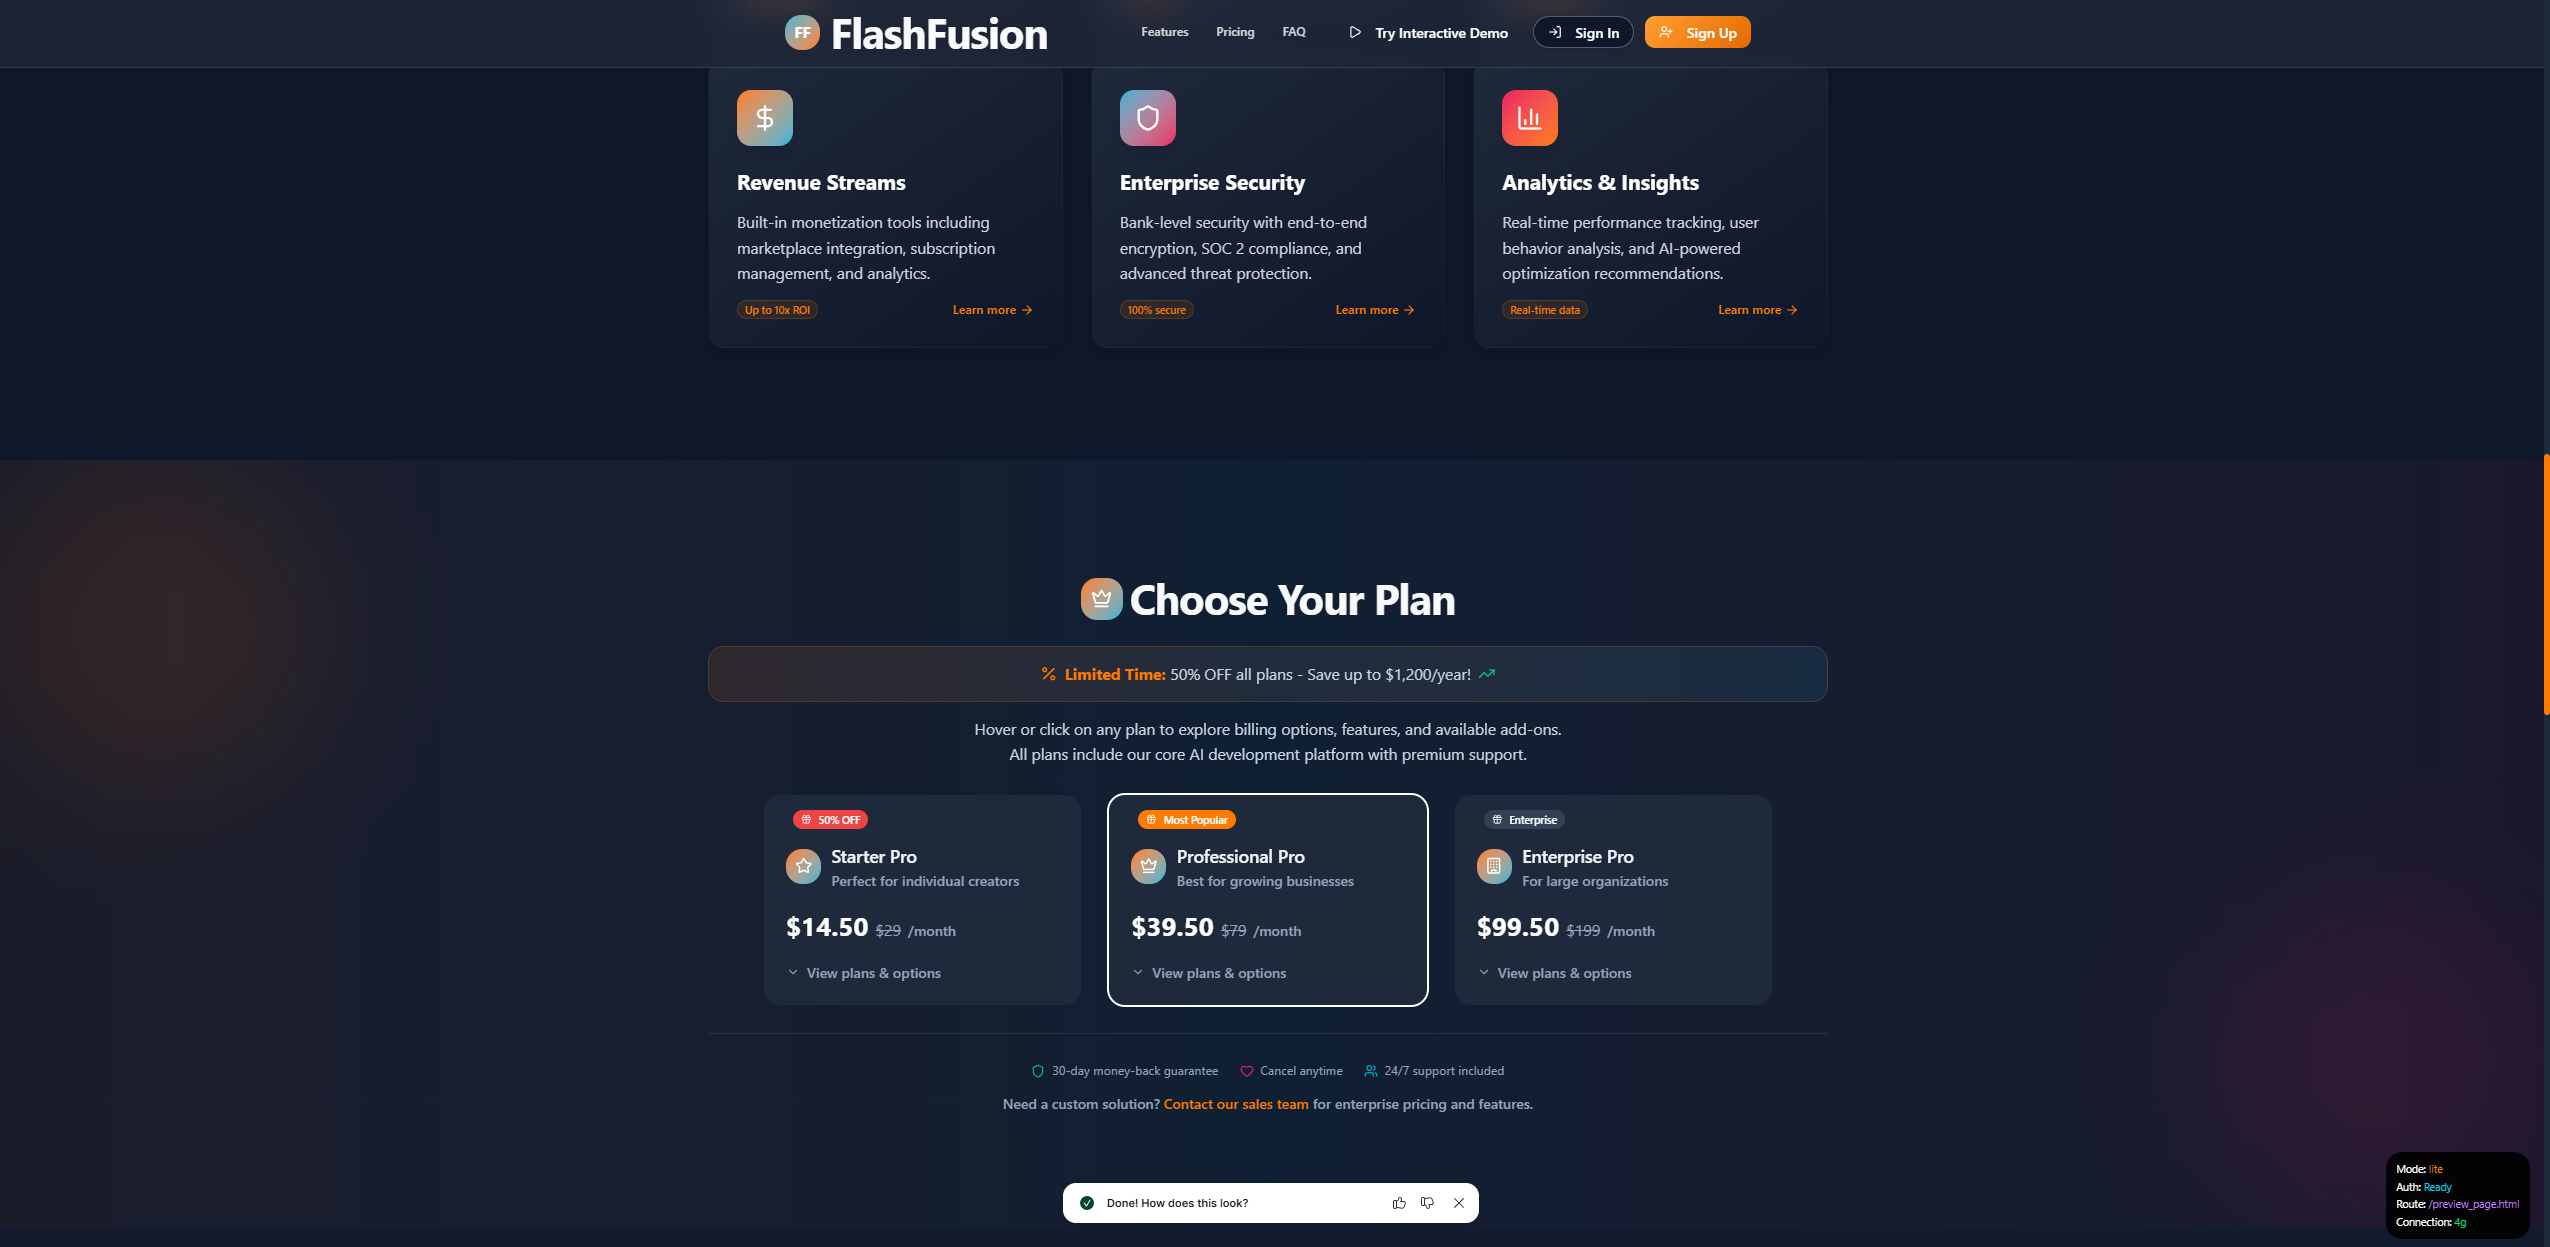 FF FlashFusion
Features
Pricing
FAQ
Try Interactive Demo
Sign In
Sign Up
Revenue Streams
Built-in monetization tools including
marketplace integration, subscription
management, and analytics.
Up to 10x ROI
Learn more
Enterprise Security
Bank-level security with end-to-end
encryption, SOC 2 compliance, and
advanced threat protection.
100% secure
Learn more
Analytics & Insights
Real-time performance tracking, user
behavior analysis, and AI-powered
optimization recommendations.
Real-time data
Learn more
Choose Your Plan
Limited Time: 50% OFF all plans - Save up to $1,200/year!
Hover or click on any plan to explore billing options, features, and available add-ons.
All plans include our core AI development platform with premium support.
50% OFF
Starter Pro
Perfect for individual creators
$14.50 $29 /month
View plans & options
Most Popular
Professional Pro
Best for growing businesses
$39.50 $79 /month
View plans & options
Enterprise
Enterprise Pro
For large organizations
$99.50 $199 /month
View plans & options
30-day money-back guarantee
Cancel anytime
24/7 support included
Need a custom solution? Contact our sales team for enterprise pricing and features.
Done! How does this look?
Mode: lite
Auth: Ready
Route: /preview_page.html
Connection: 4g